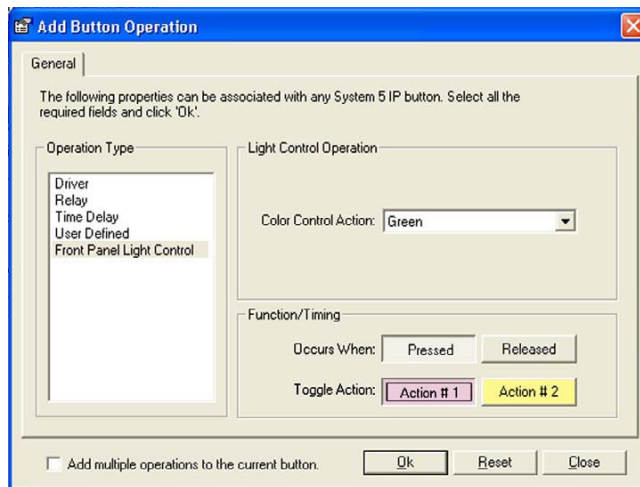 Add Button Operation
General
The following properties can be associated with any System 5 IP button. Select all the
required fields and click 'Ok'.
Operation Type
Driver
Relay
Time Delay
User Defined
Front Panel Light Control
Light Control Operation
Color Control Action: Green
Function/Timing
Occurs When: Pressed Released
Toggle Action: Action # 1 Action # 2
Add multiple operations to the current button. Ok Reset Close